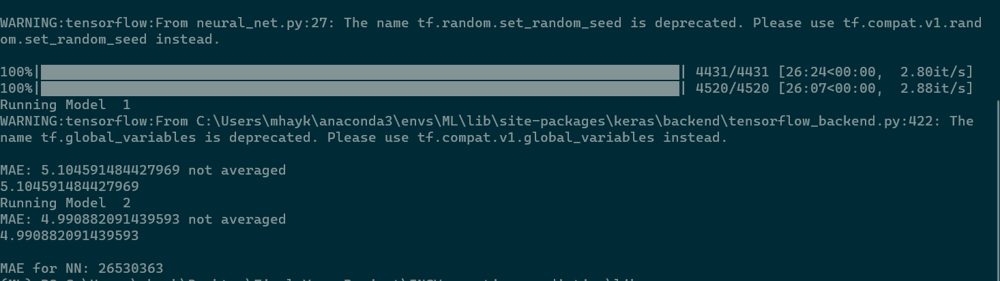 WARNING:tensorflow:From neural_net.py:27: The name tf.random.set_random_seed is deprecated. Please use tf.compat.v1.rand
om.set_random_seed instead.
100%| | 4431/4431 [26:24<00:00,  2.80it/s]
100%| | 4520/4520 [26:07<00:00,  2.88it/s]
Running Model  1
WARNING:tensorflow:From C:\Users\mhayk\anaconda3\envs\ML\lib\site-packages\keras\backend\tensorflow_backend.py:422: The
name tf.global_variables is deprecated. Please use tf.compat.v1.global_variables instead.
MAE: 5.104591484427969 not averaged
5.104591484427969
Running Model  2
MAE: 4.990882091439593 not averaged
4.990882091439593
MAE for NN: 26530363